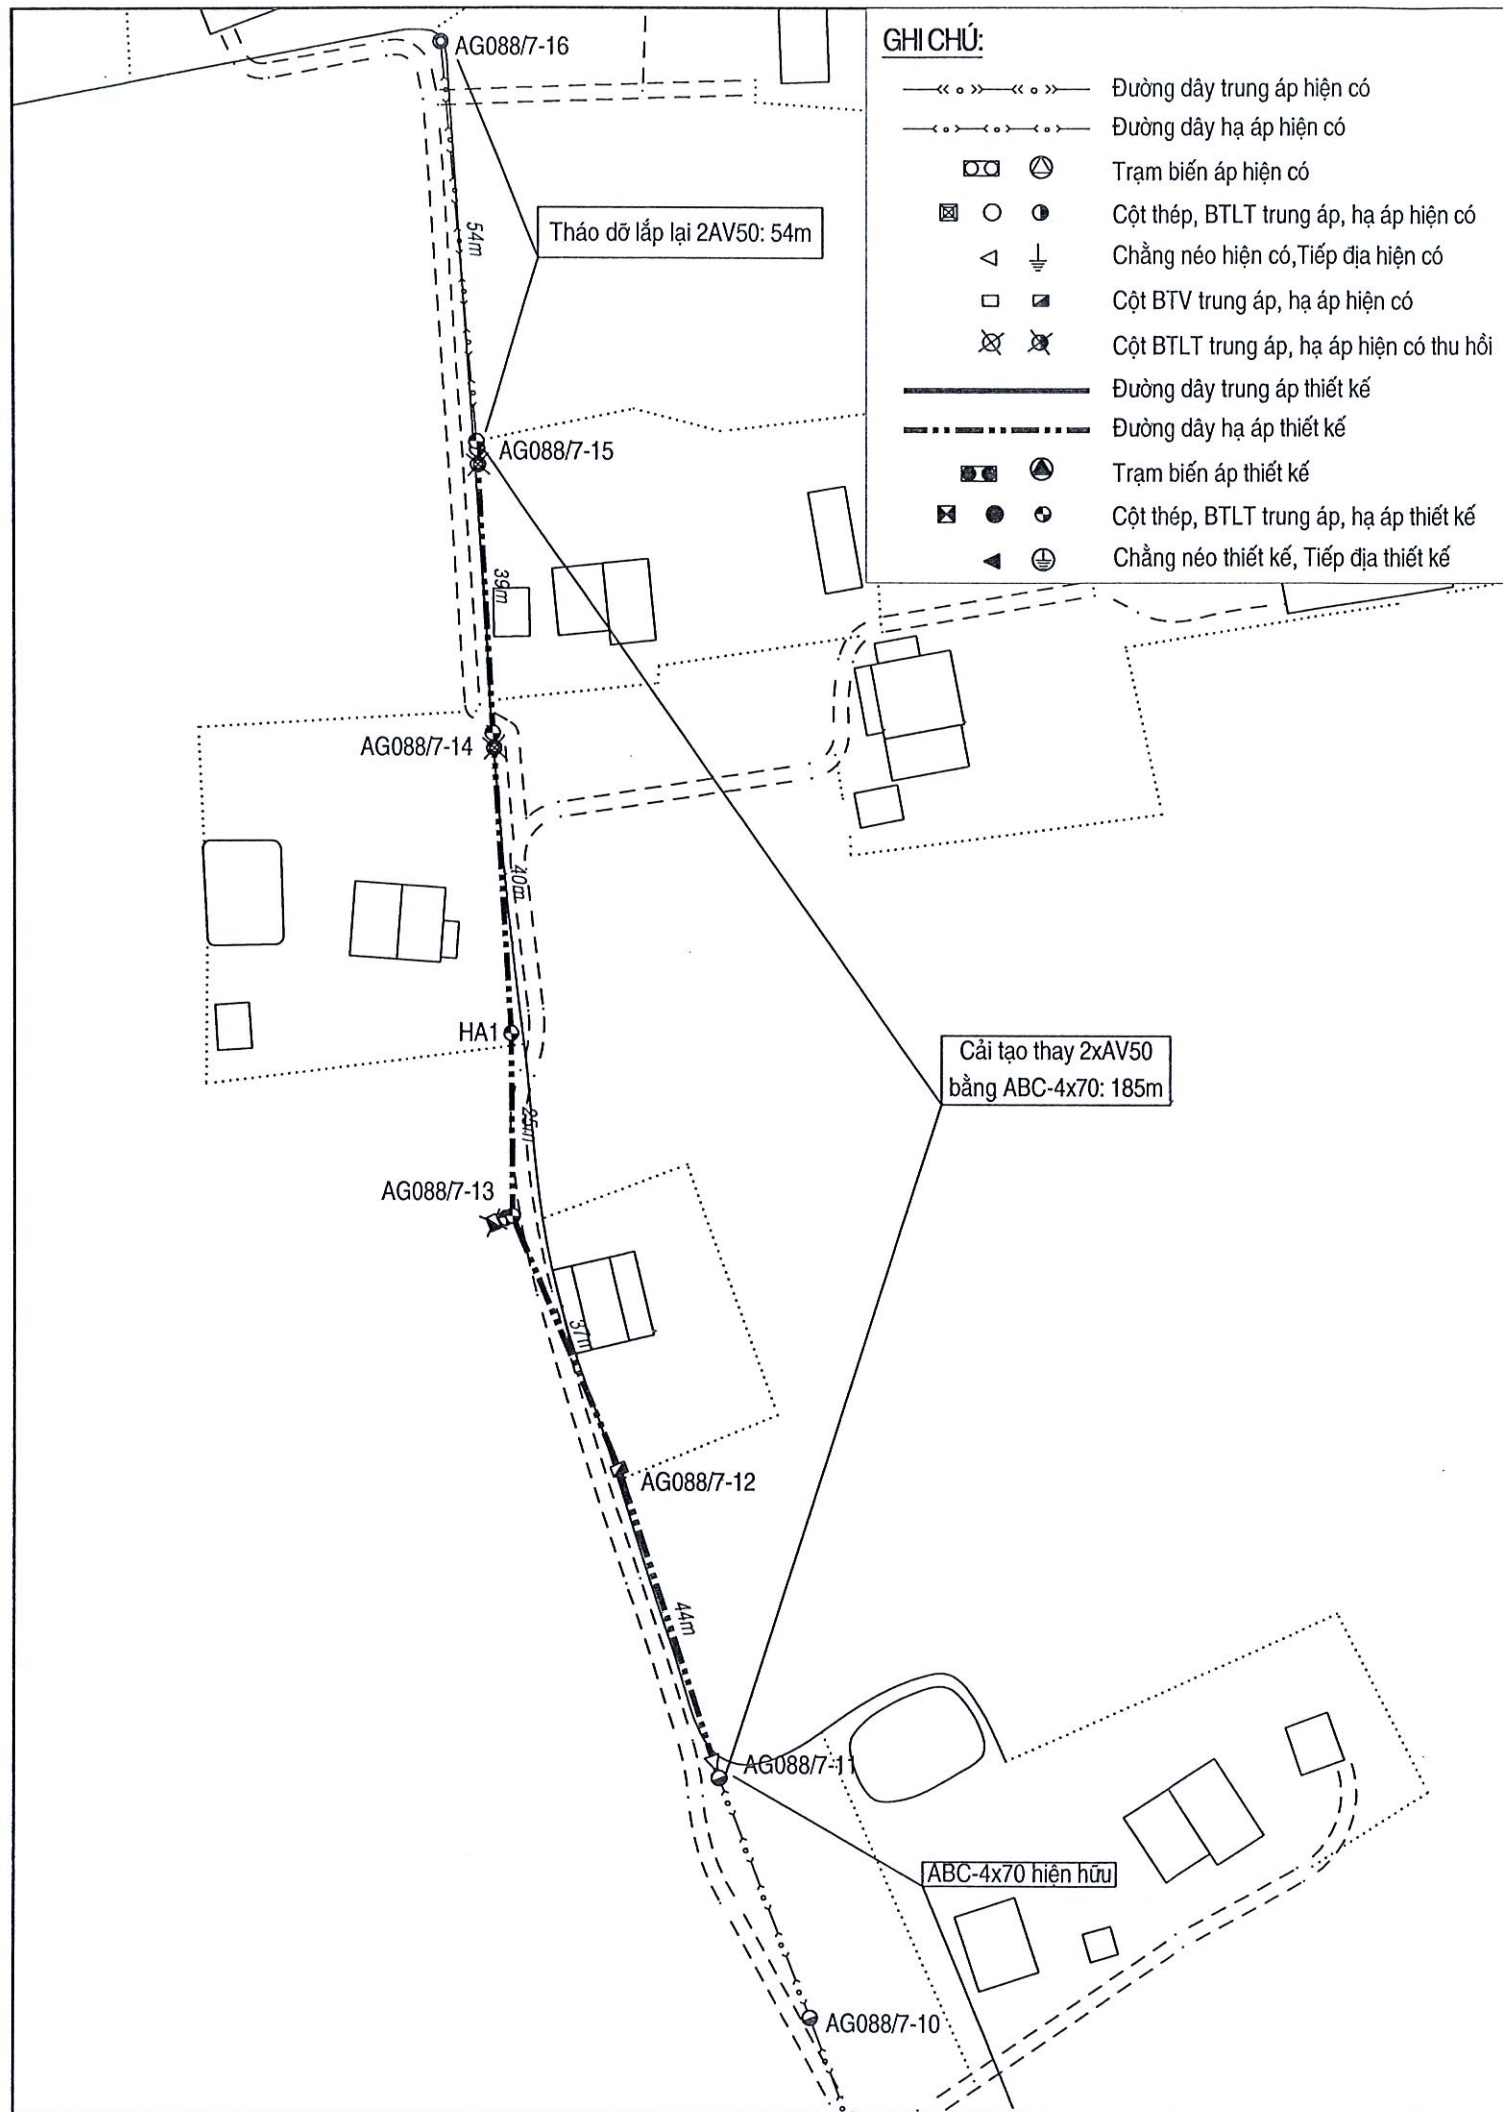 AG088/7-16
GHI CHÚ:
Đường dây trung áp hiện có
Đường dây hạ áp hiện có
Trạm biến áp hiện có
Cột thép, BTLT trung áp, hạ áp hiện có
Chằng néo hiện có,Tiếp địa hiện có
Cột BTV trung áp, hạ áp hiện có
Cột BTLT trung áp, hạ áp hiện có thu hồi
Đường dây trung áp thiết kế
Đường dây hạ áp thiết kế
Trạm biến áp thiết kế
Cột thép, BTLT trung áp, hạ áp thiết kế
Chằng néo thiết kế, Tiếp địa thiết kế
54m
Tháo dỡ lắp lại 2AV50: 54m
AG088/7-15
39m
AG088/7-14
40m
HA1
Cải tạo thay 2xAV50
bằng ABC-4x70: 185m
25m
AG088/7-13
37m
AG088/7-12
44m
AG088/7-11
ABC-4x70 hiện hữu
AG088/7-10